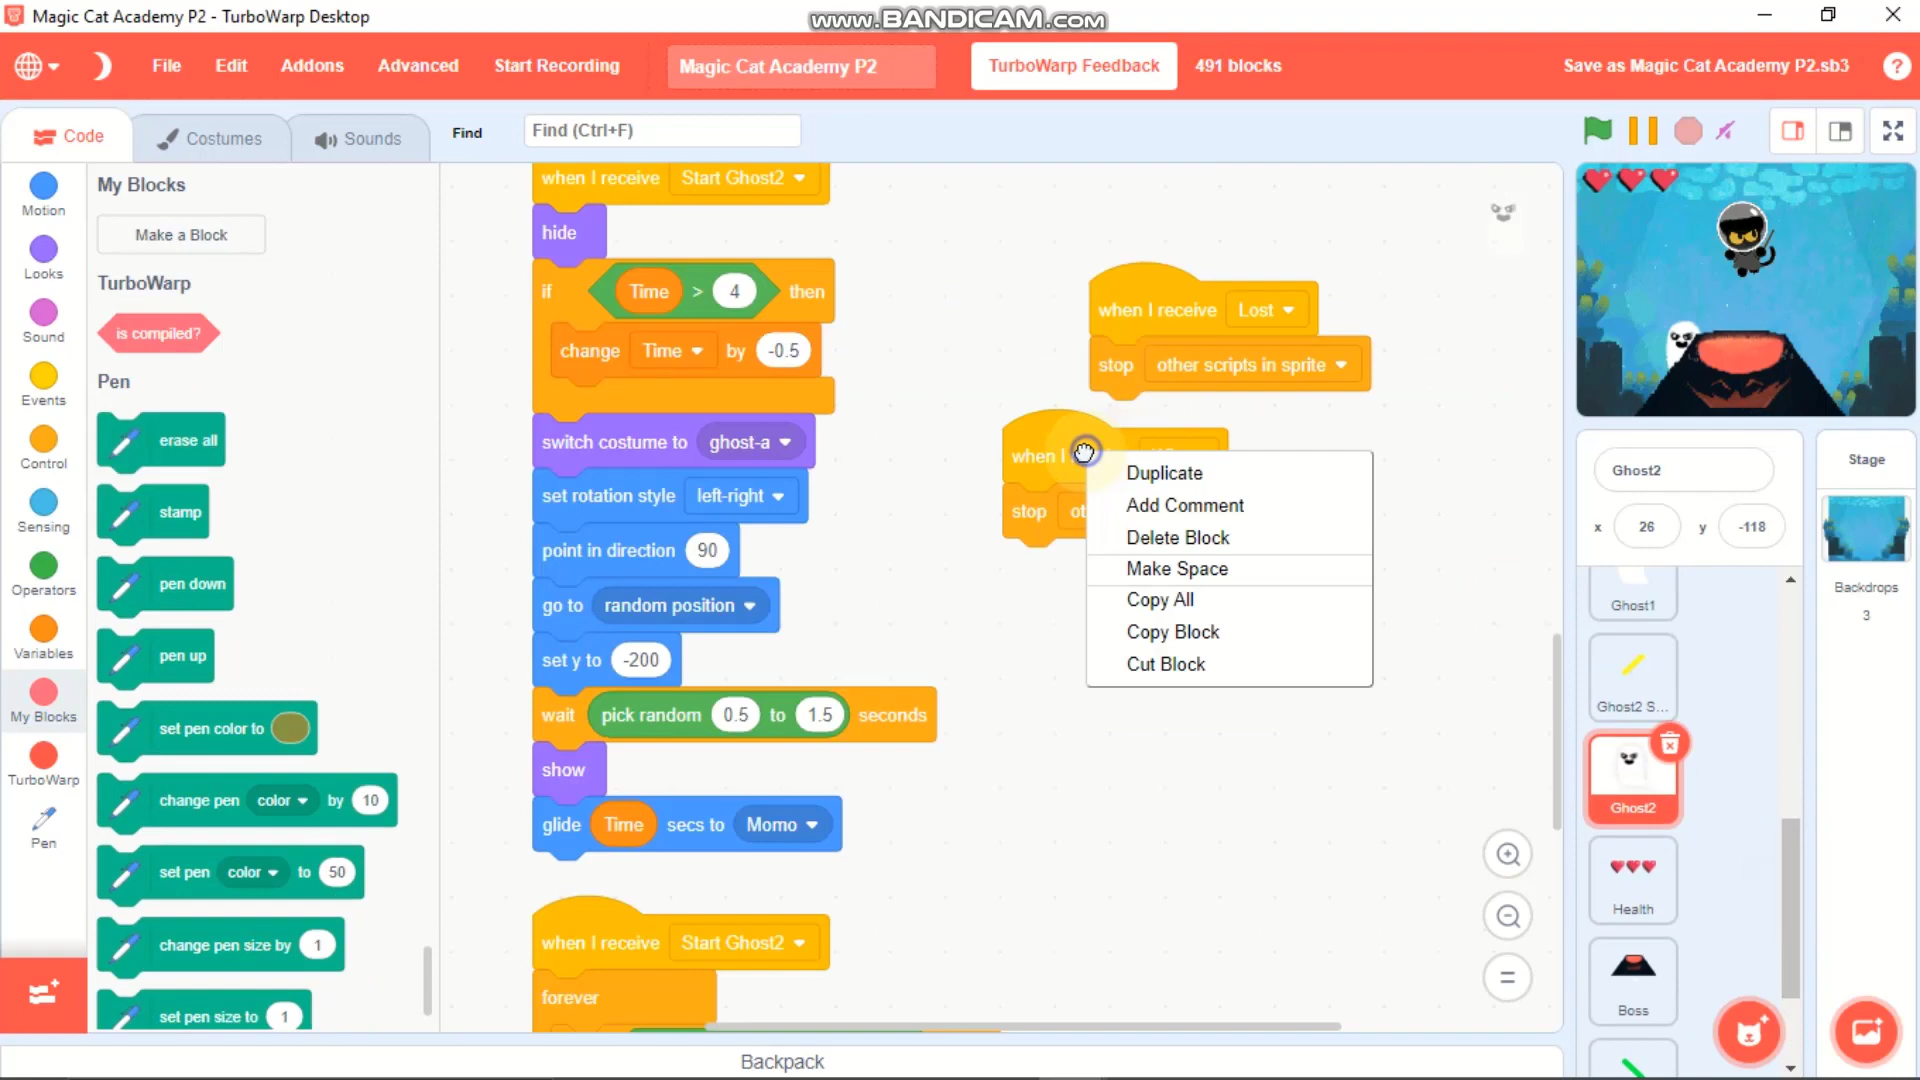 Magic Cat Academy P2 - TurboWarp Desktop
www.BANDICAM.com
File
Edit
Addons
Advanced
Start Recording
Magic Cat Academy P2
TurboWarp Feedback
491 blocks
Save as Magic Cat Academy P2.sb3
?
Code
Costumes
Sounds
Find
Find (Ctrl+F)
Motion
Looks
Sound
Events
Control
Sensing
Operators
Variables
My Blocks
TurboWarp
Pen
My Blocks
Make a Block
TurboWarp
is compiled?
Pen
erase all
stamp
pen down
pen up
set pen color to
change pen color by 10
set pen color to 50
change pen size by 1
set pen size to 1
when I receive Start Ghost2
hide
if Time > 4 then
change Time by -0.5
switch costume to ghost-a
set rotation style left-right
point in direction 90
go to random position
set y to -200
wait pick random 0.5 to 1.5 seconds
show
glide Time secs to Momo
when I receive Start Ghost2
forever
when I receive Lost
stop other scripts in sprite
when I
stop ot
Duplicate
Add Comment
Delete Block
Make Space
Copy All
Copy Block
Cut Block
Ghost2
x 26 y -118
Ghost1
Ghost2 S...
Ghost2
Health
Boss
Stage
Backdrops
3
Backpack